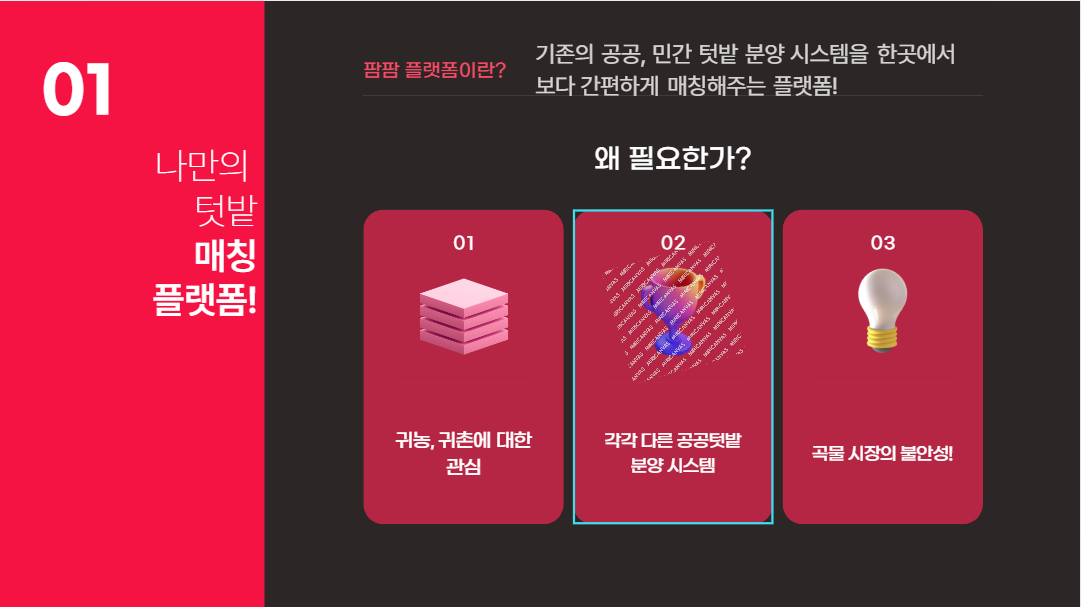 01
나만의
텃밭
매칭
플랫폼!
팜팜 플랫폼이란?
기존의 공공, 민간 텃밭 분양 시스템을 한곳에서
보다 간편하게 매칭해주는 플랫폼!
왜 필요한가?
01
귀농, 귀촌에 대한
관심
02
MIRICANVAS
각각 다른 공공텃밭
분양 시스템
03
곡물 시장의 불안성!